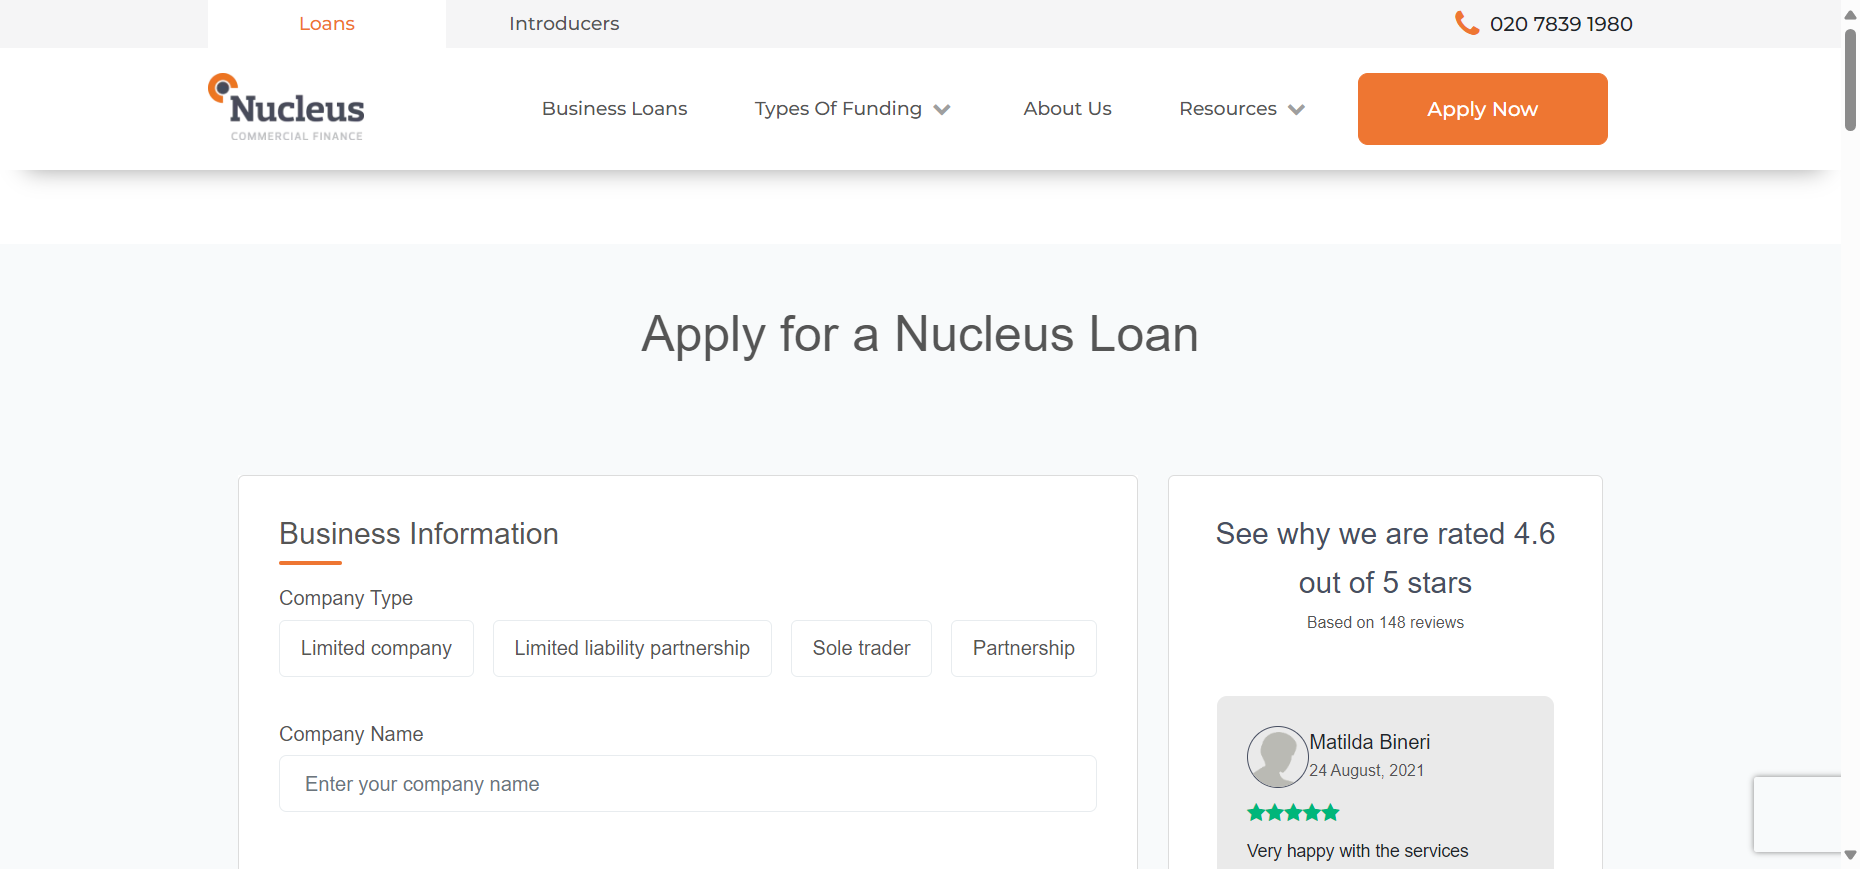 Loans
Introducers
020 7839 1980
Nucleus
COMMERCIAL FINANCE
Business Loans
Types Of Funding
About Us
Resources
Apply Now
Apply for a Nucleus Loan
Business Information
Company Type
Limited company
Limited liability partnership
Sole trader
Partnership
Company Name
Enter your company name
See why we are rated 4.6
out of 5 stars
Based on 148 reviews
Matilda Bineri
24 August, 2021
Very happy with the services